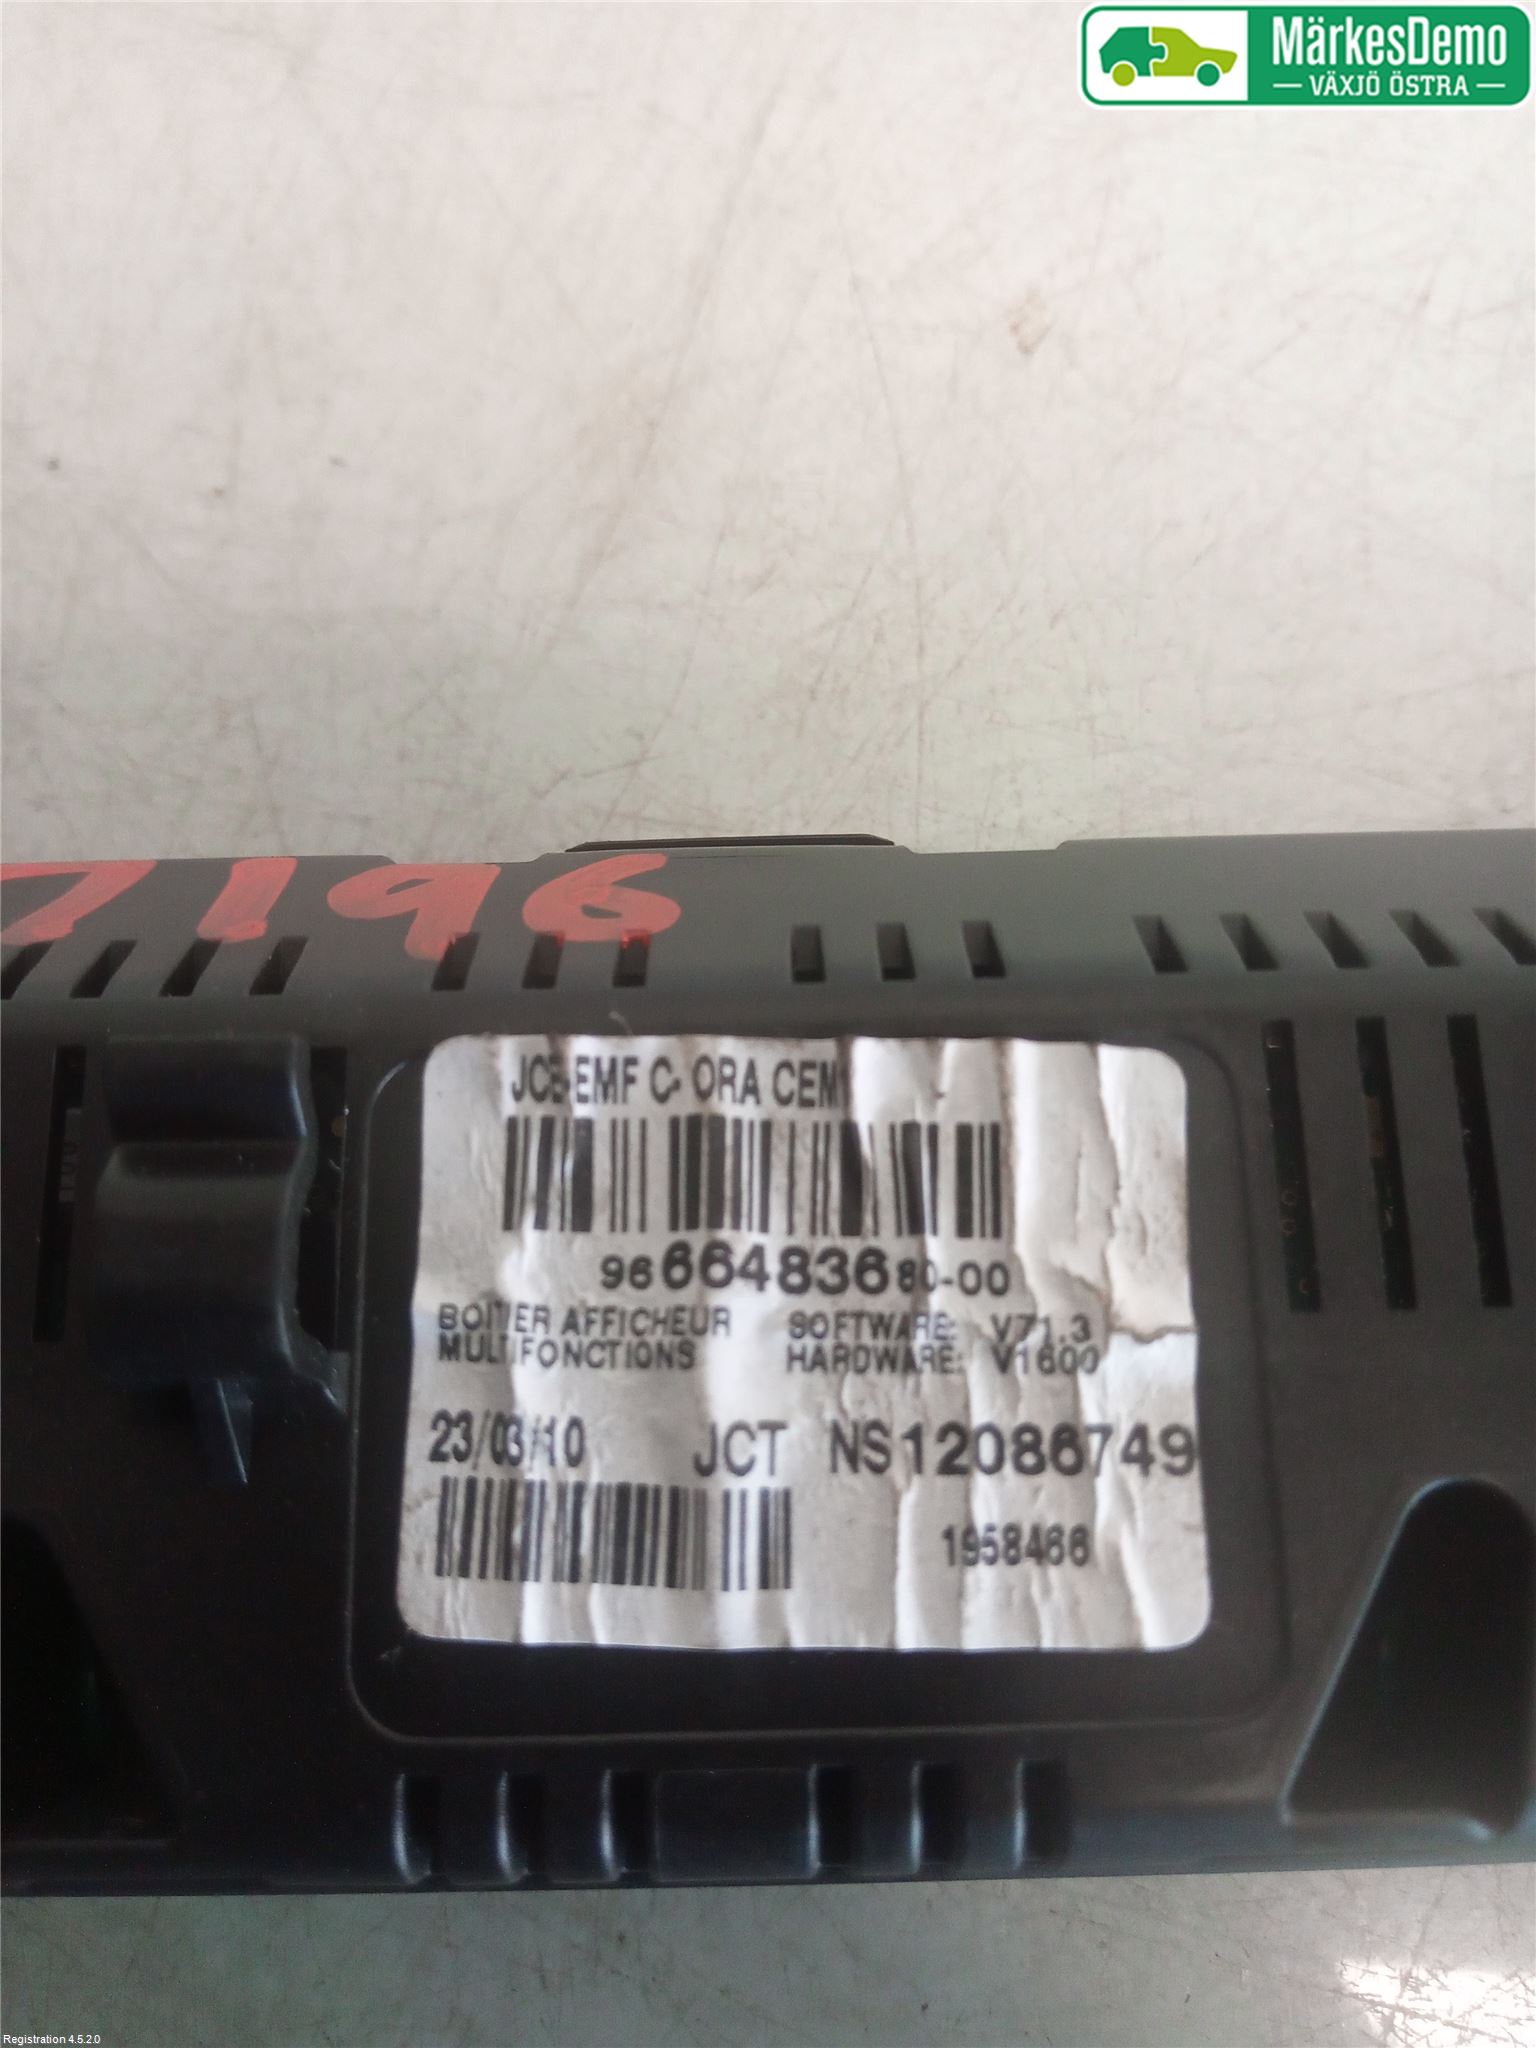 MärkesDemo
VÄXJÖ ÖSTRA
7196
JCB-EMF C- ORA CEM
9666483680-00
BOITIER AFFICHEUR SOFTWARE: V71.3
MULTIFONCTIONS HARDWARE: V1600
23/03/10 JCT NS12086749
1958466
Registration 4.5.2.0